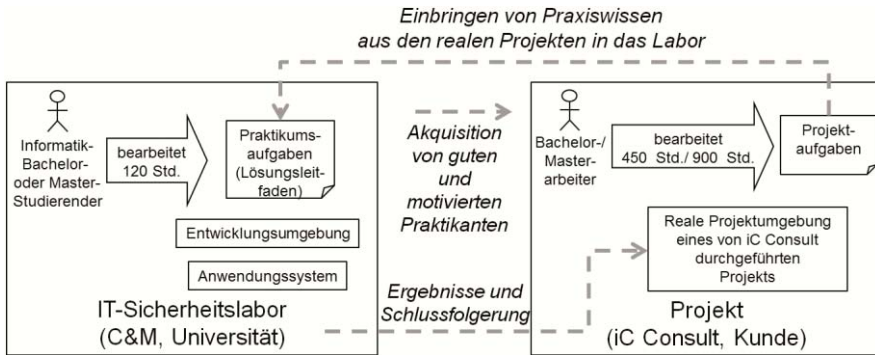 Einbringen von Praxiswissen
aus den realen Projekten in das Labor
Informatik-
Bachelor-
oder Master-
Studierender
bearbeitet
120 Std.
Praktikums-
aufgaben
(Lösungsleit-
faden)
Entwicklungsumgebung
Anwendungssystem
IT-Sicherheitslabor
(C&M, Universität)
Akquisition
von guten
und
motivierten
Praktikanten
Ergebnisse und
Schlussfolgerung
Bachelor-/
Master-
arbeiter
bearbeitet
450 Std./ 900 Std.
Projekt-
aufgaben
Reale Projektumgebung
eines von iC Consult
durchgeführten
Projekts
Projekt
(iC Consult, Kunde)